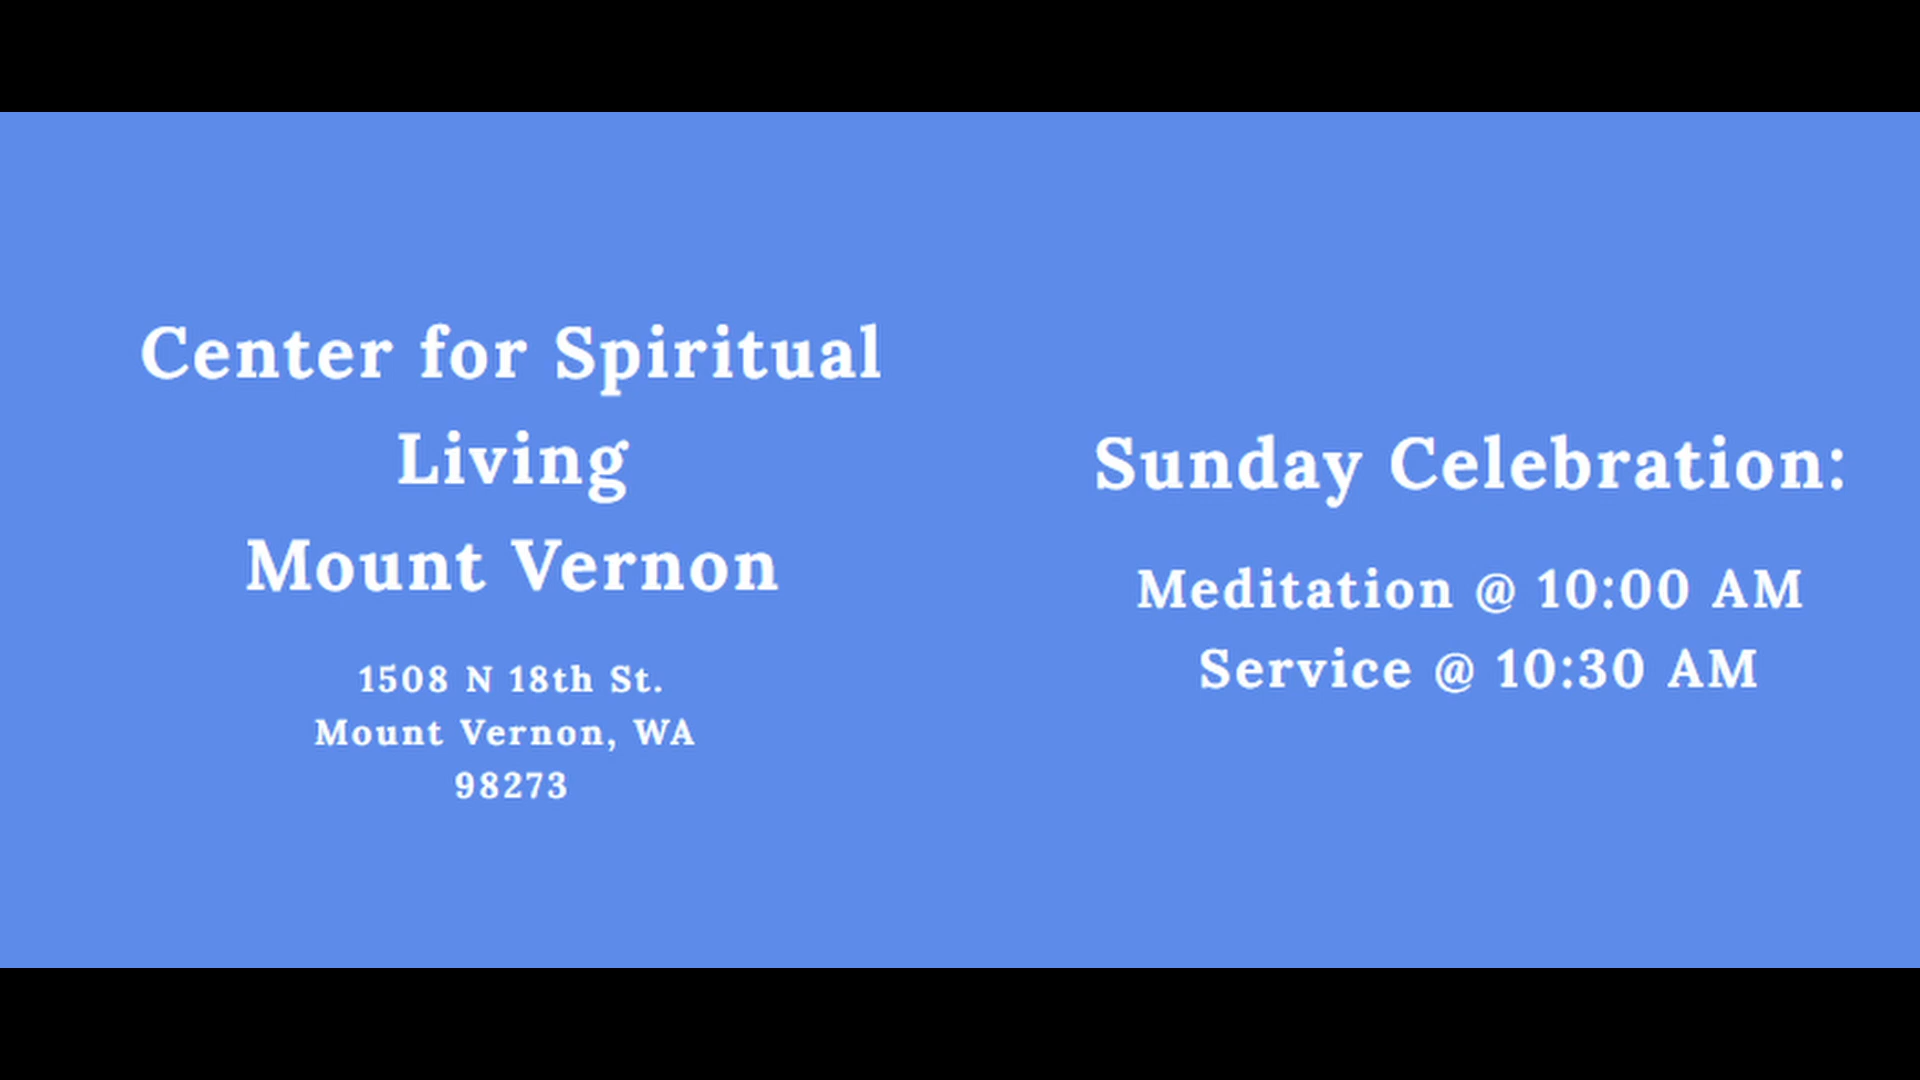 Center for Spiritual
Living
Mount Vernon
1508 N 18th St.
Mount Vernon, WA
98273
Sunday Celebration:
Meditation @ 10:00 AM
Service @ 10:30 AM